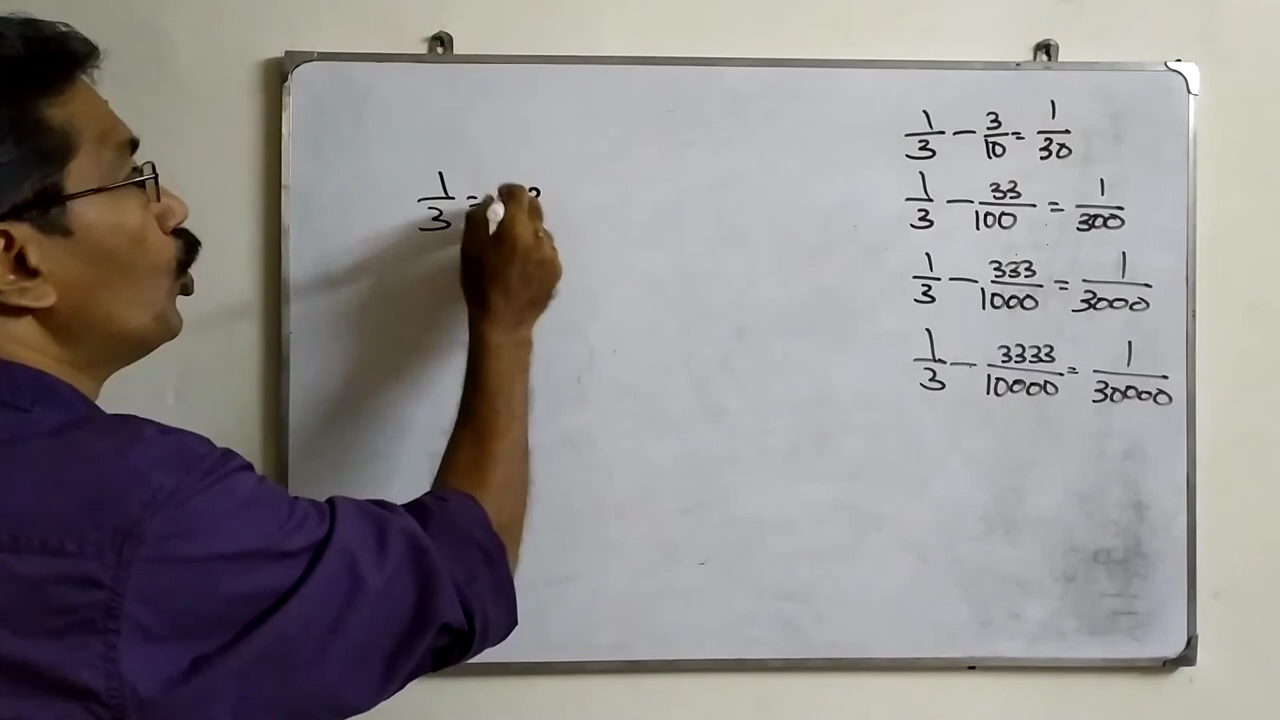 1/3 =
1/3 - 3/10 = 1/30
1/3 - 33/100 = 1/300
1/3 - 333/1000 = 1/3000
1/3 - 3333/10000 = 1/30000